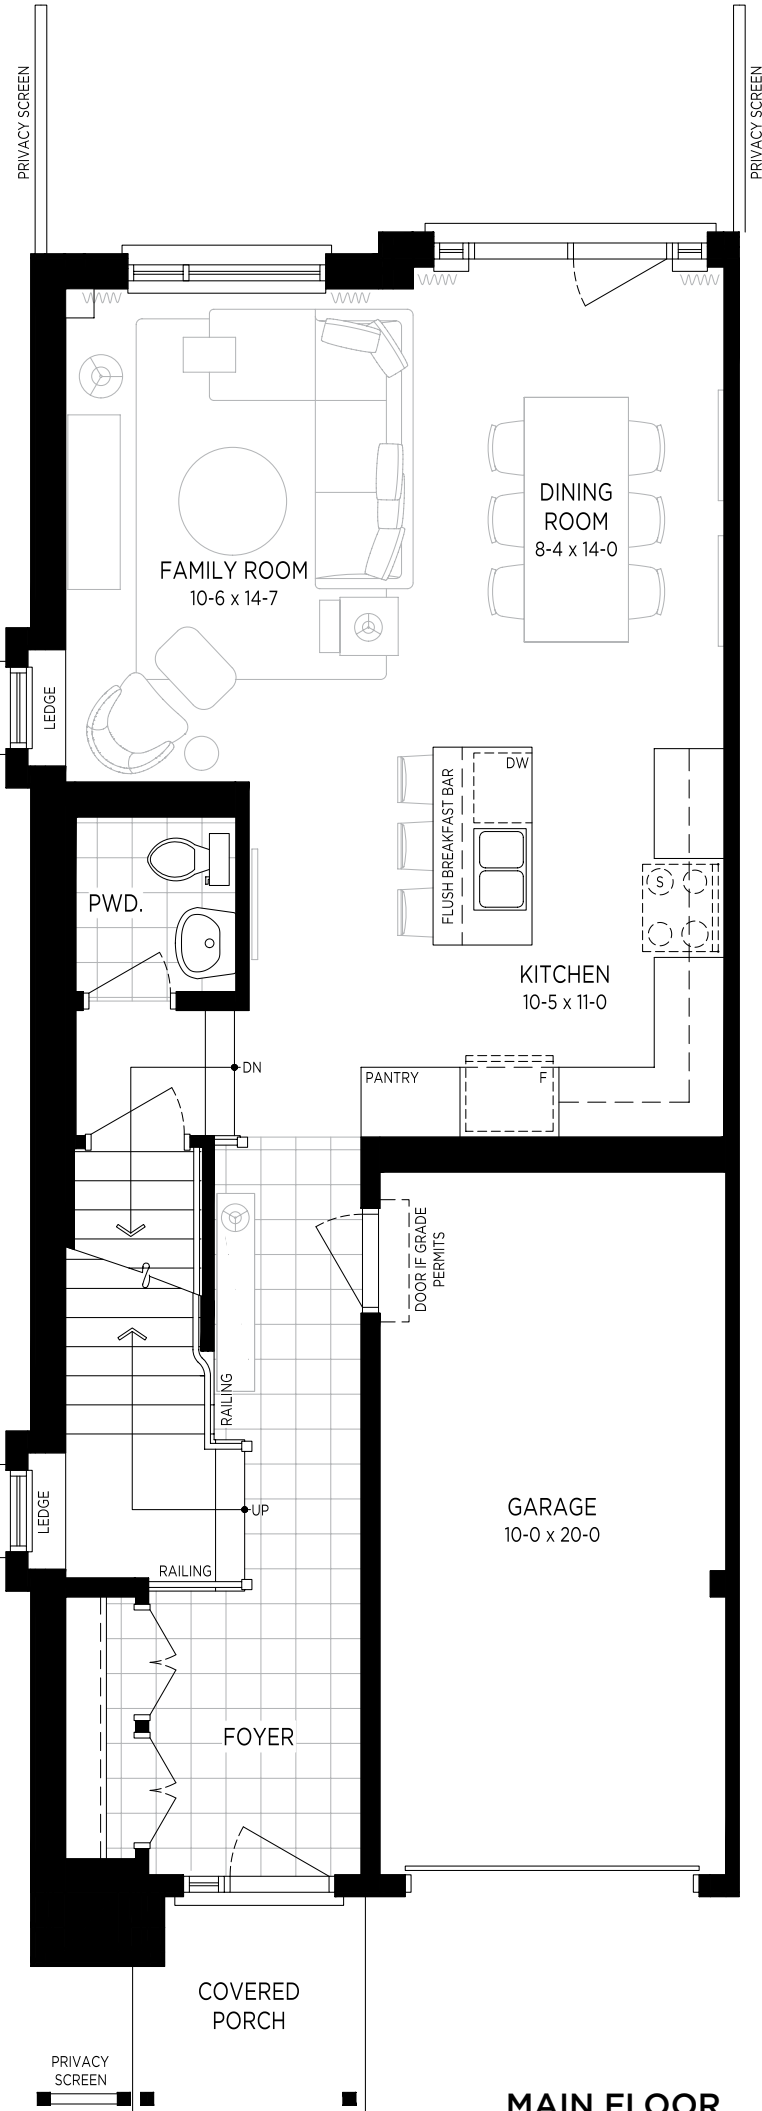 PRIVACY SCREEN
PRIVACY SCREEN
DINING
ROOM
8-4 x 14-0
FAMILY ROOM
10-6 x 14-7
LEDGE
DW
FLUSH BREAKFAST BAR
S
PWD.
KITCHEN
10-5 x 11-0
DN
PANTRY
F
DOOR IF GRADE
PERMITS
RAILING
LEDGE
UP
GARAGE
10-0 x 20-0
RAILING
FOYER
COVERED
PORCH
PRIVACY
SCREEN
MAIN FLOOR